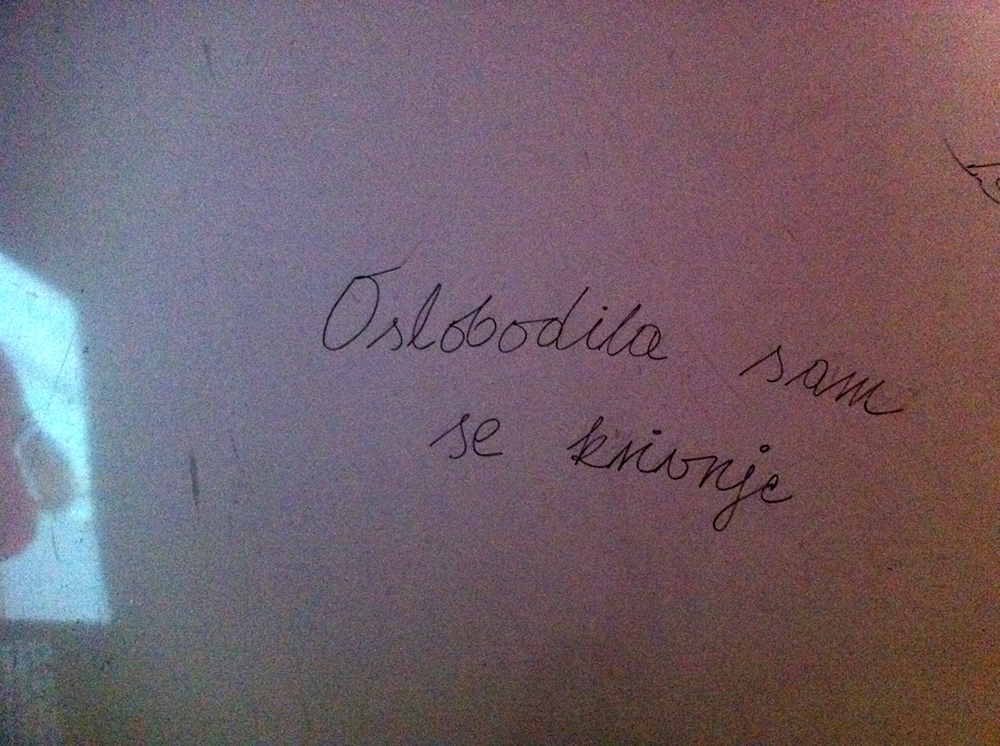 Oslobodila sam
se krivnje